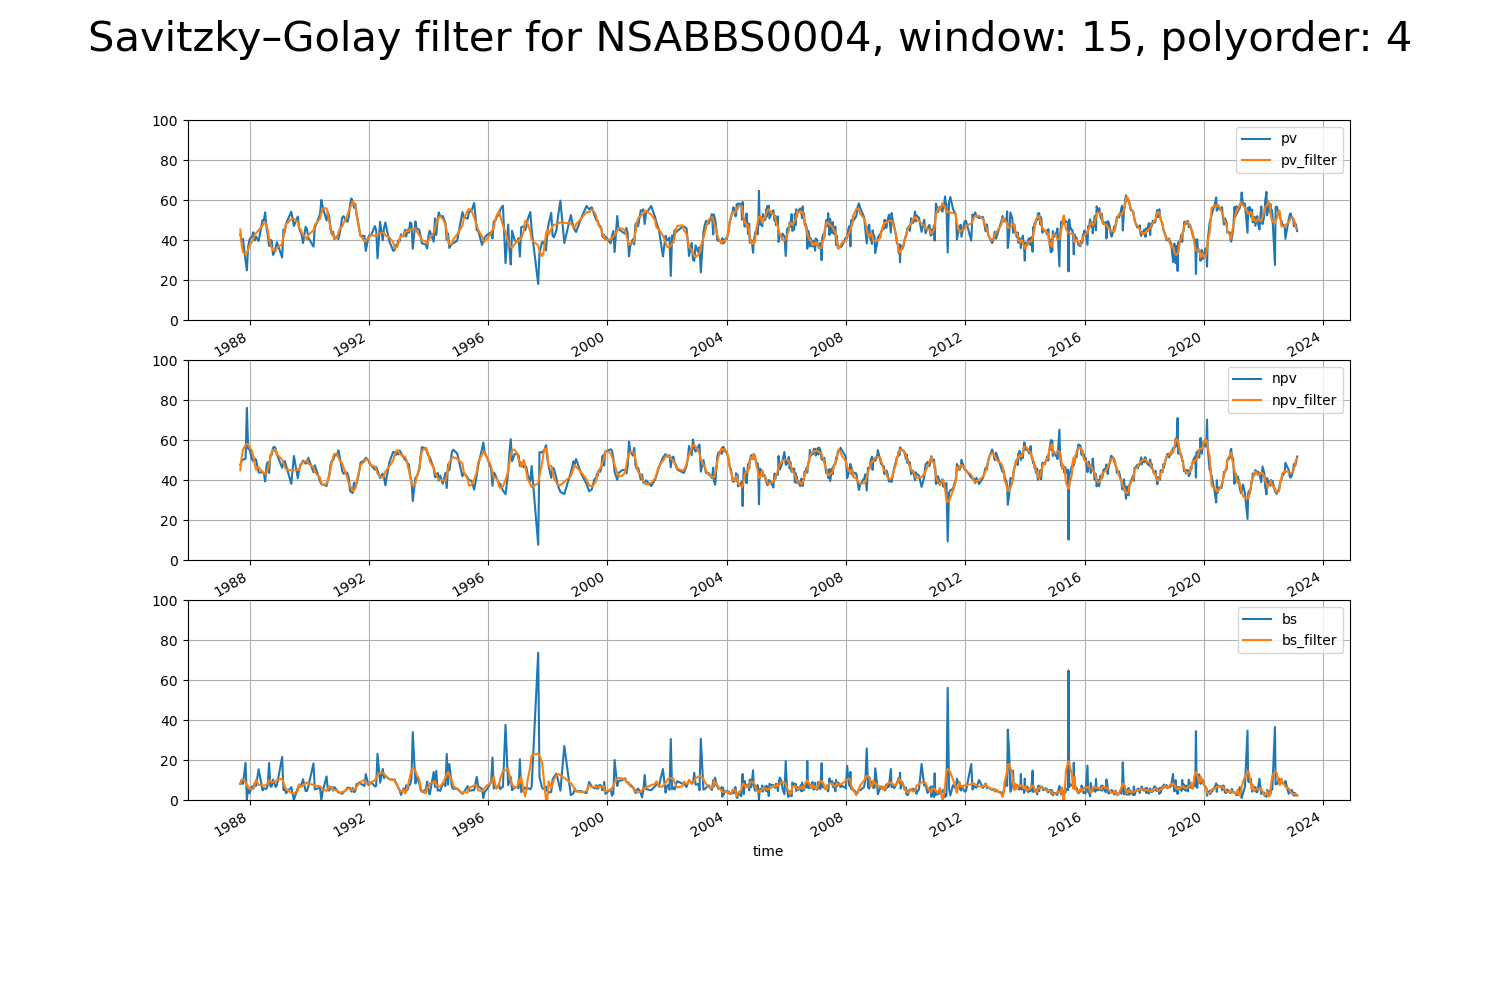 Savitzky–Golay filter for NSABBS0004, window: 15, polyorder: 4
100
80
60
40
20
0
pv
pv_filter
1988 1992 1996 2000 2004 2008 2012 2016 2020 2024
100
80
60
40
20
0
npv
npv_filter
1988 1992 1996 2000 2004 2008 2012 2016 2020 2024
100
80
60
40
20
0
bs
bs_filter
1988 1992 1996 2000 2004 2008 2012 2016 2020 2024
time